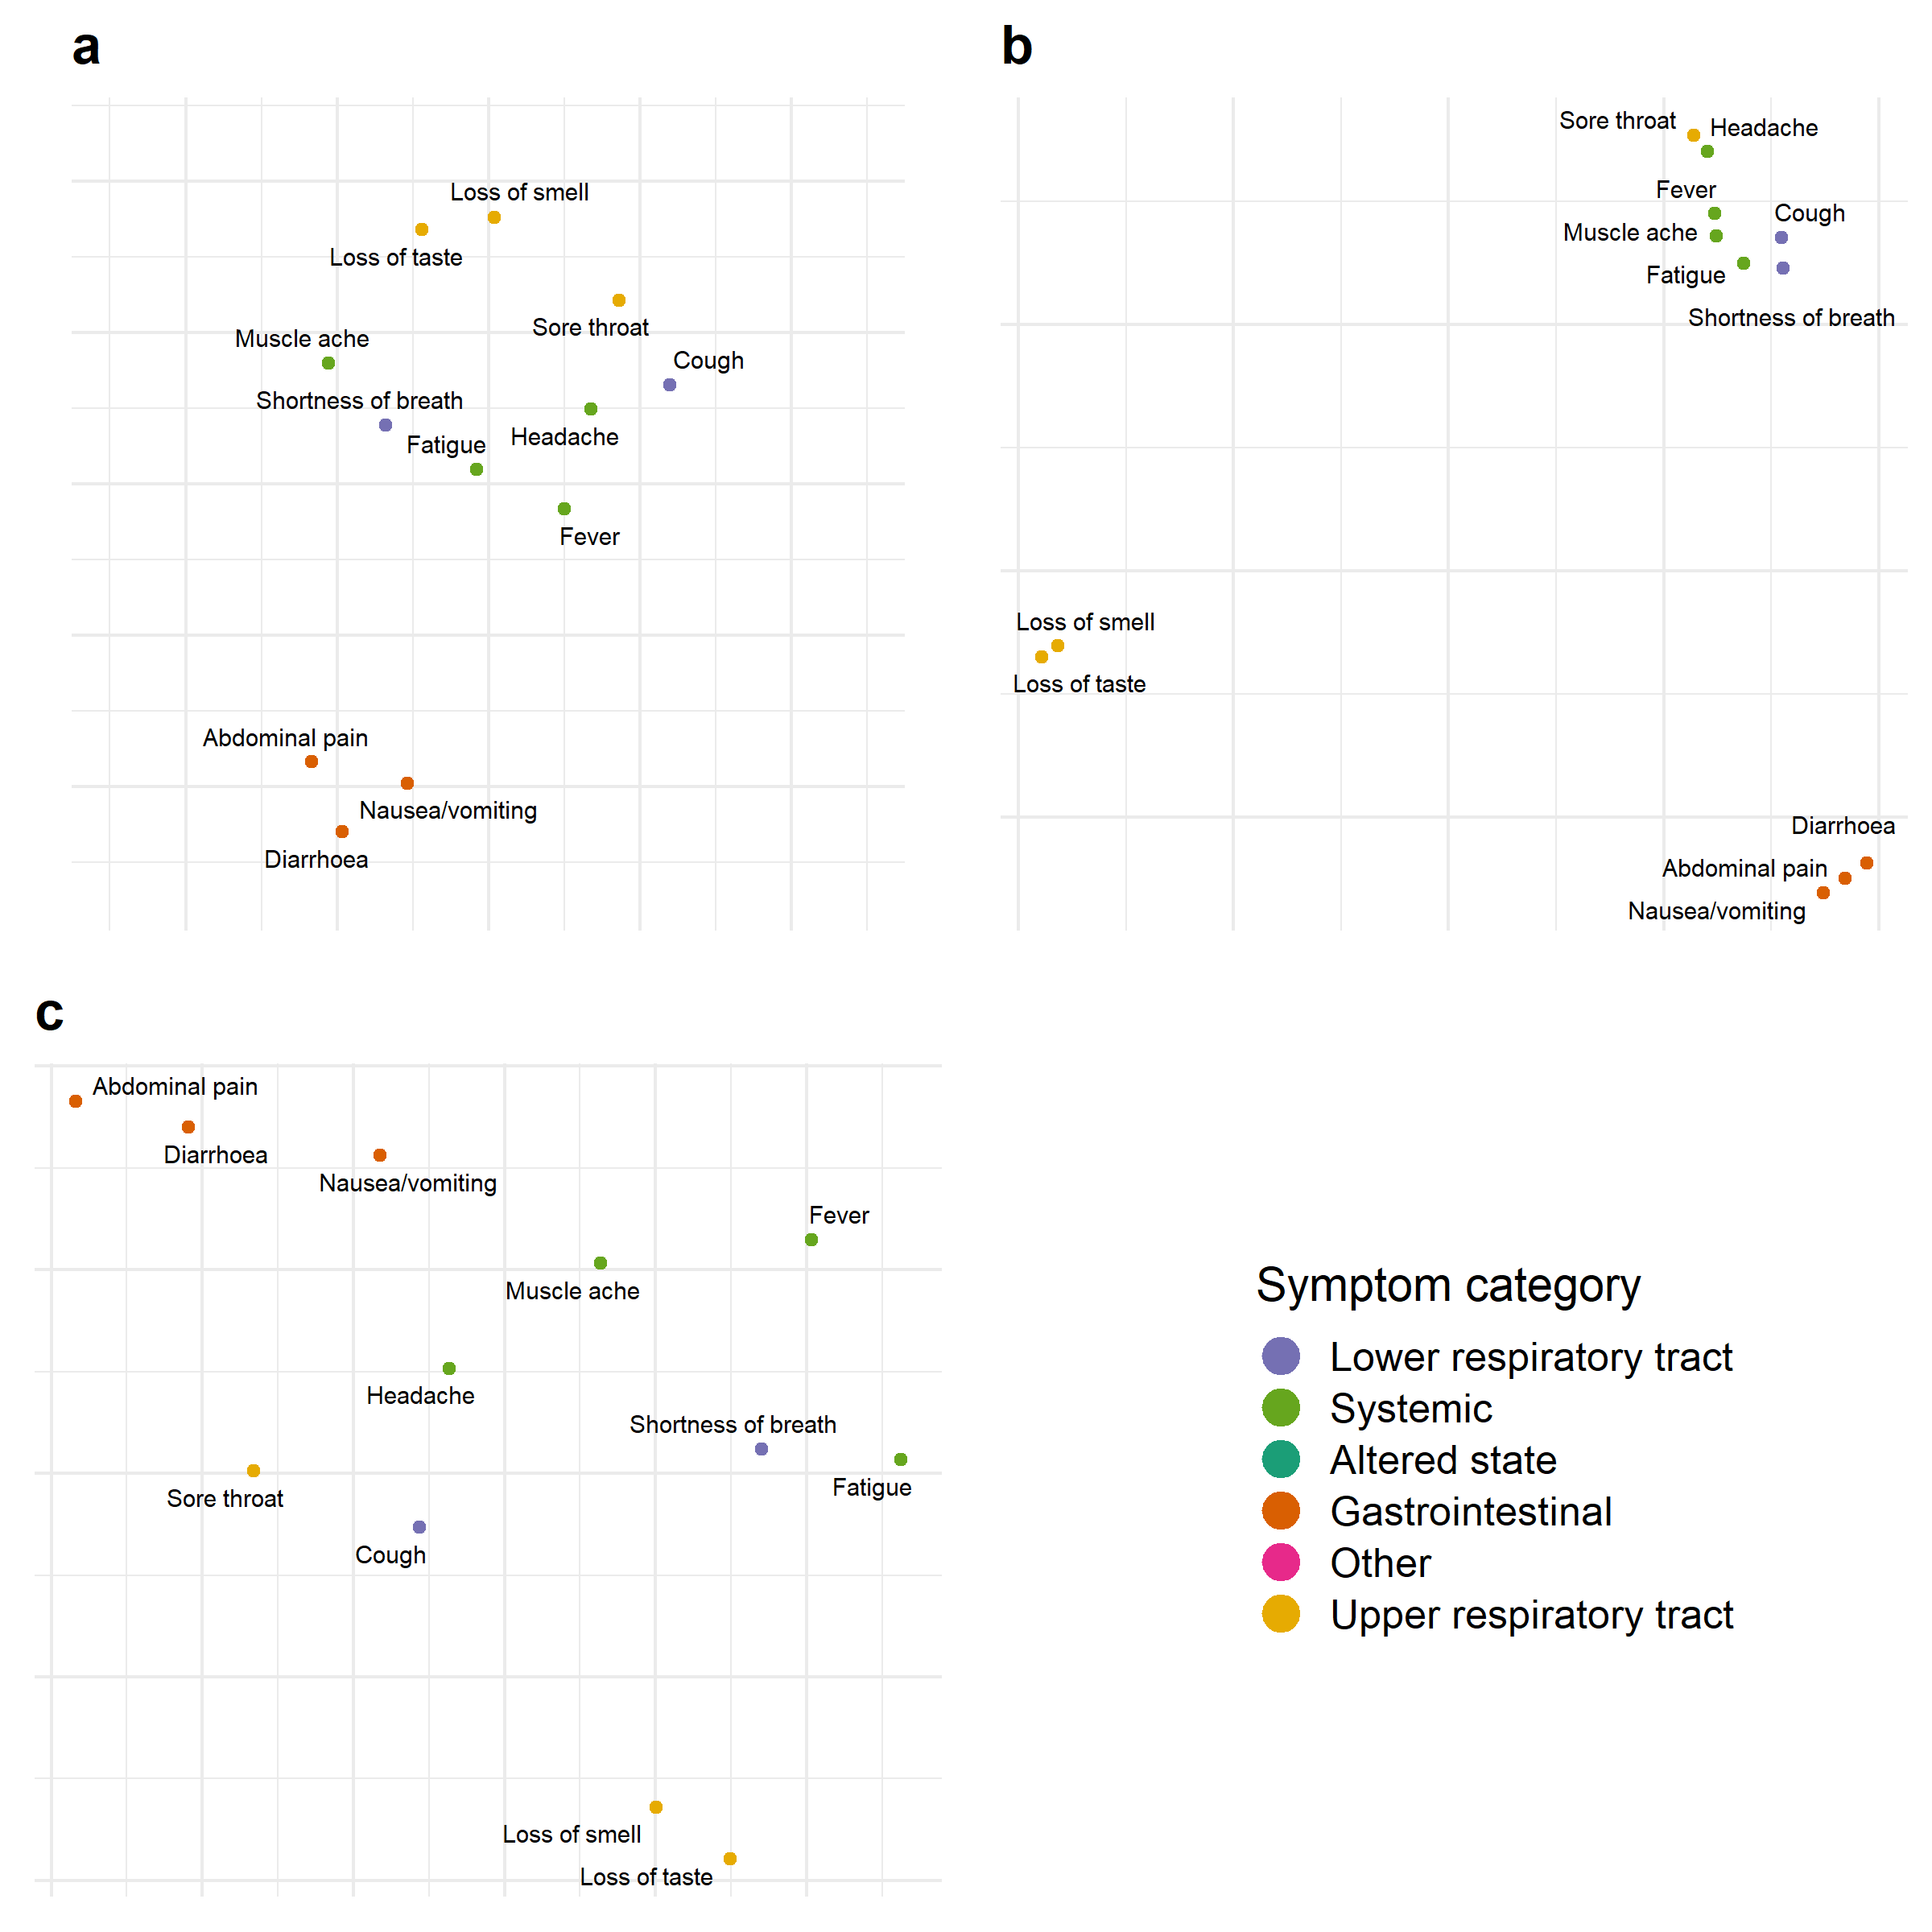 a
Loss of smell
Loss of taste
Sore throat
Muscle ache
Cough
Shortness of breath
Headache
Fatigue
Fever
Abdominal pain
Nausea/vomiting
Diarrhoea
b
Sore throat
Headache
Fever
Cough
Muscle ache
Fatigue
Shortness of breath
Loss of smell
Loss of taste
Diarrhoea
Abdominal pain
Nausea/vomiting
c
Abdominal pain
Diarrhoea
Nausea/vomiting
Fever
Muscle ache
Headache
Shortness of breath
Fatigue
Sore throat
Cough
Loss of smell
Loss of taste
Symptom category
Lower respiratory tract
Systemic
Altered state
Gastrointestinal
Other
Upper respiratory tract